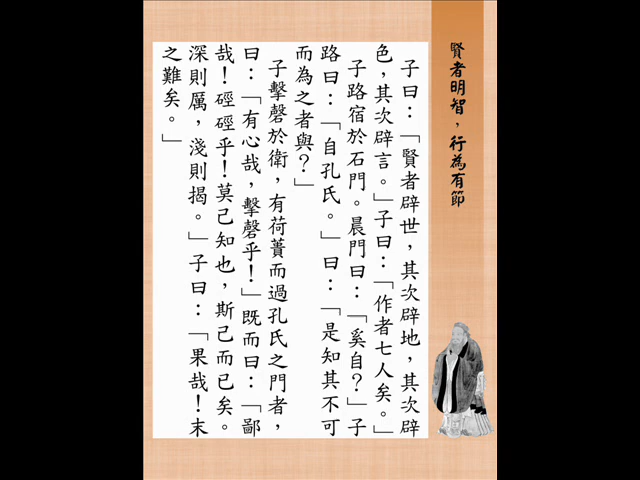 賢者明智，行為有節
子曰：「賢者辟世，其次辟地，其次辟
色，其次辟言。」子曰：「作者七人矣。」
子路宿於石門。晨門曰：「奚自？」子
路曰：「自孔氏。」曰：「是知其不可
而為之者與？」
子擊磬於衛，有荷蕢而過孔氏之門者，
曰：「有心哉，擊磬乎！」既而曰：「鄙
哉！硜硜乎！莫己知也，斯己而已矣。
深則厲，淺則揭。」子曰：「果哉！末
之難矣。」